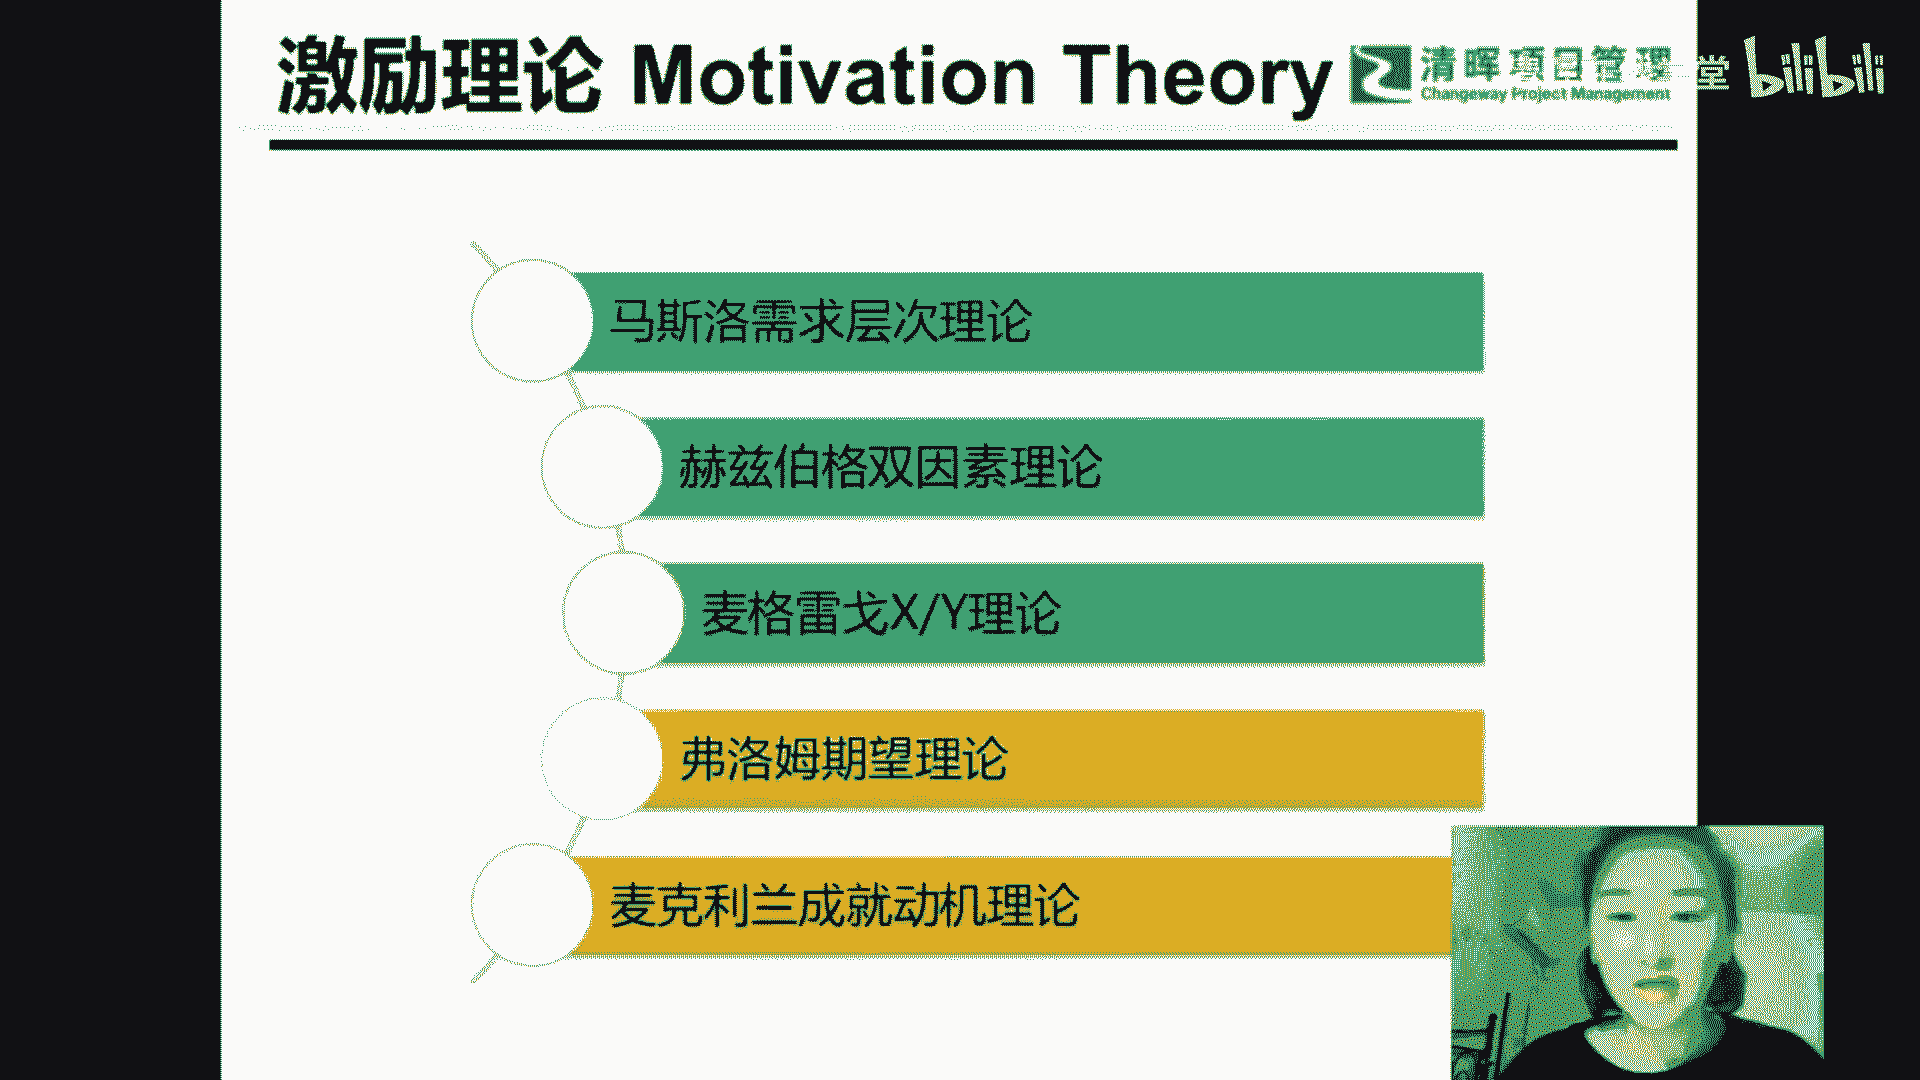 激励理论 Motivation Theory
清晖项目管理
Changeway Project Management
堂
bilibili
马斯洛需求层次理论
赫兹伯格双因素理论
麦格雷戈X/Y理论
弗洛姆期望理论
麦克利兰成就动机理论